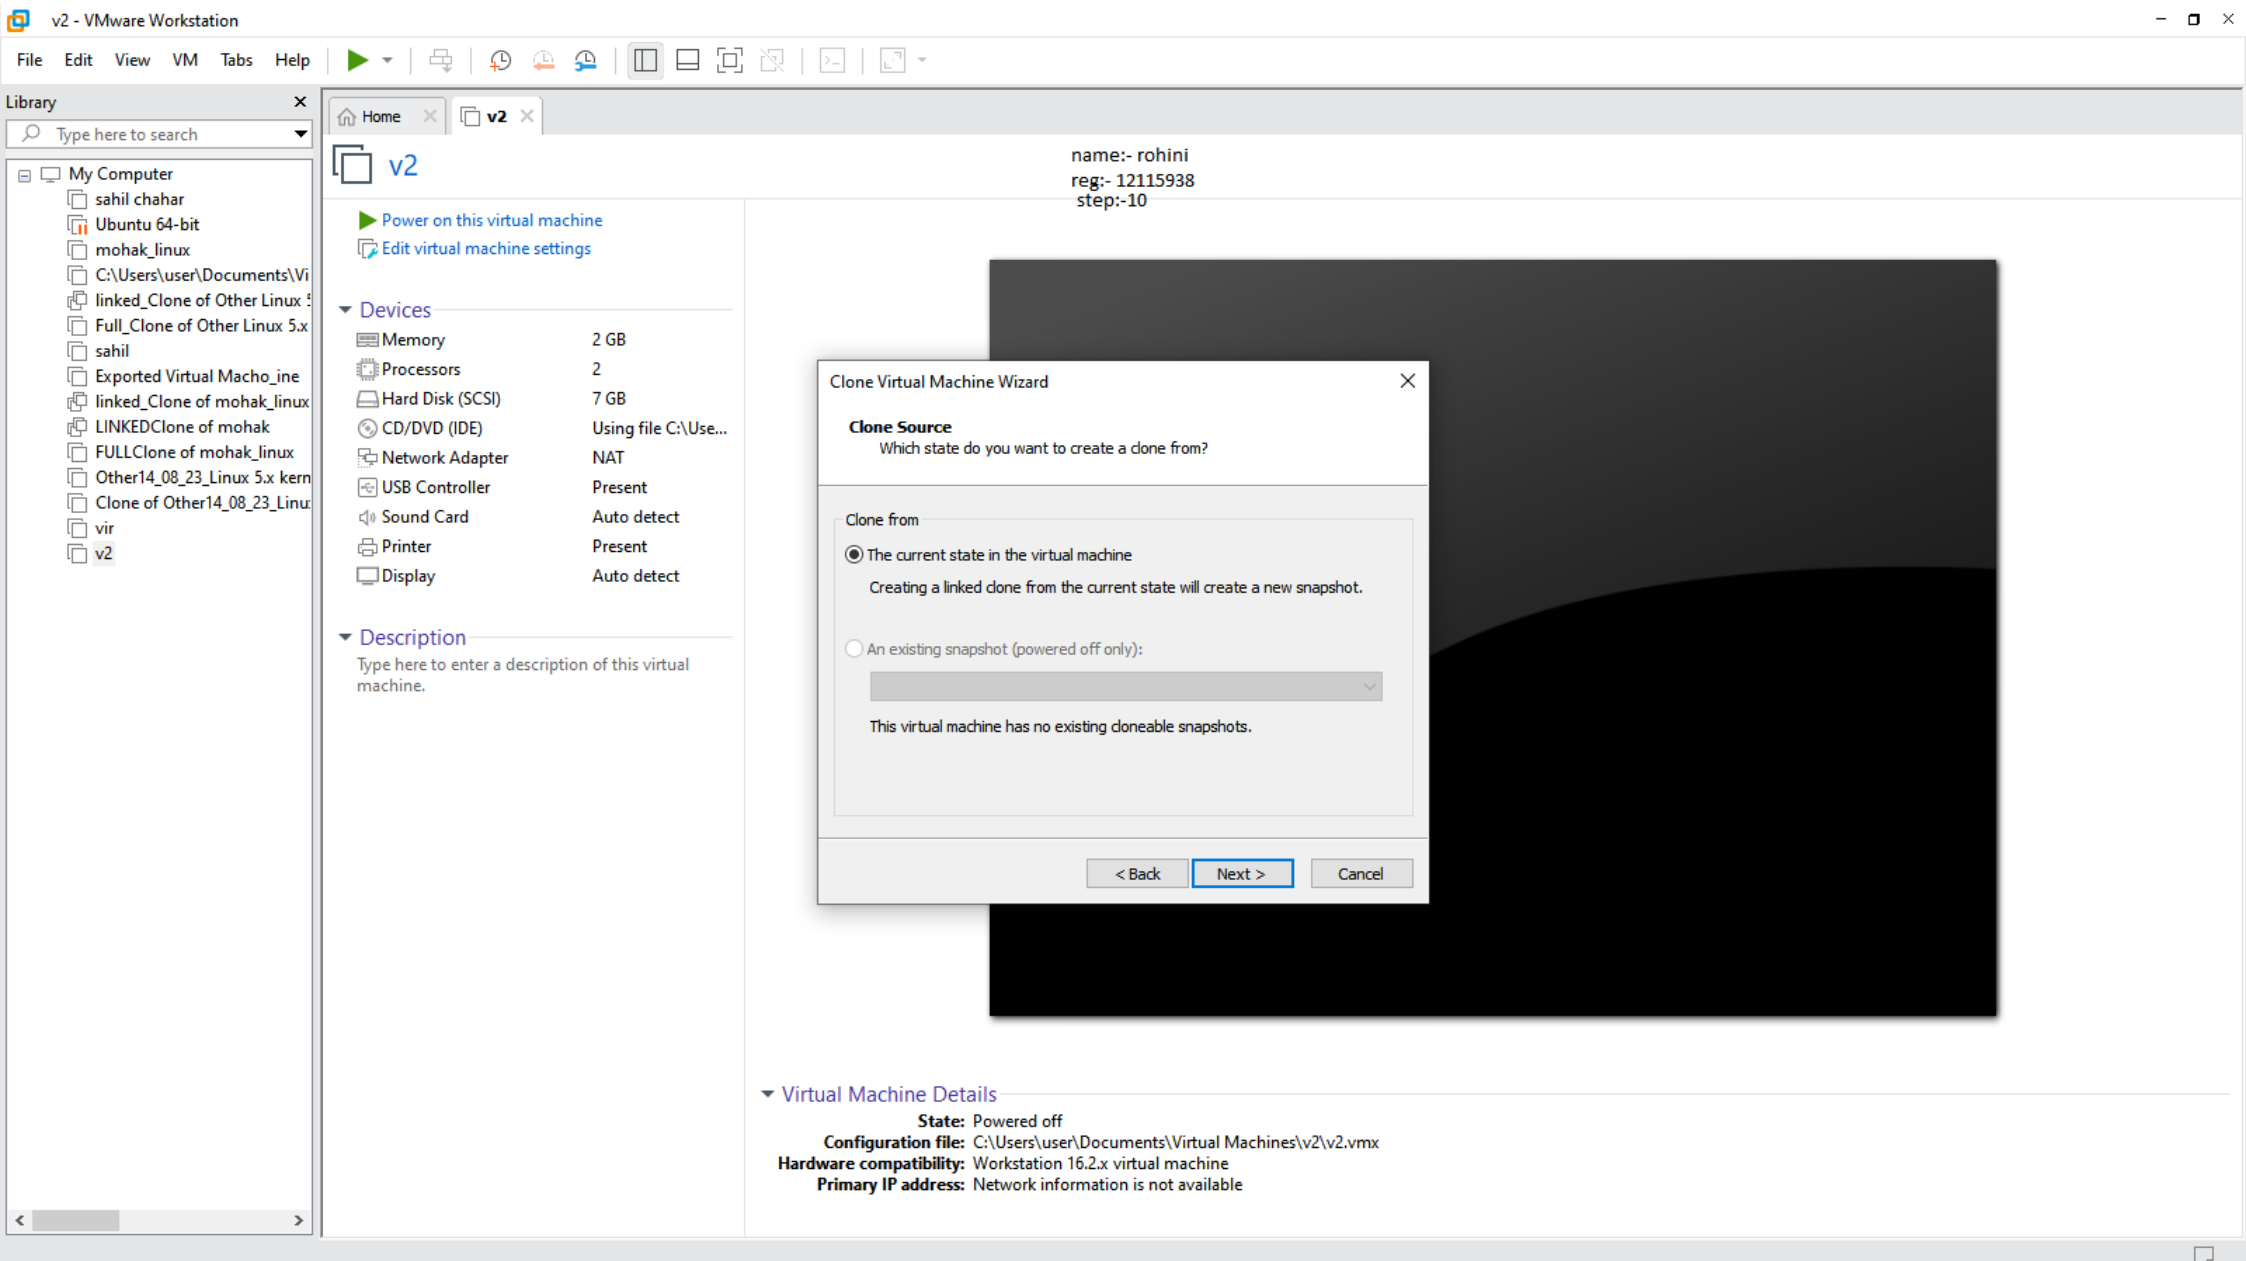 v2 - VMware Workstation
File Edit View VM Tabs Help
Library
Type here to search
My Computer
sahil chahar
Ubuntu 64-bit
mohak_linux
C:\Users\user\Documents\Vi
linked_Clone of Other Linux 5
Full_Clone of Other Linux 5.x
sahil
Exported Virtual Macho_ine
linked_Clone of mohak_linux
LINKEDClone of mohak
FULLClone of mohak_linux
Other14_08_23_Linux 5.x kern
Clone of Other14_08_23_Linu
vir
v2
Home v2
v2
name:- rohini
reg:- 12115938
step:-10
Power on this virtual machine
Edit virtual machine settings
Devices
Memory 2 GB
Processors 2
Hard Disk (SCSI) 7 GB
CD/DVD (IDE) Using file C:\Use...
Network Adapter NAT
USB Controller Present
Sound Card Auto detect
Printer Present
Display Auto detect
Description
Type here to enter a description of this virtual
machine.
Clone Virtual Machine Wizard
Clone Source
Which state do you want to create a clone from?
Clone from
The current state in the virtual machine
Creating a linked clone from the current state will create a new snapshot.
An existing snapshot (powered off only):
This virtual machine has no existing cloneable snapshots.
< Back Next > Cancel
Virtual Machine Details
State: Powered off
Configuration file: C:\Users\user\Documents\Virtual Machines\v2\v2.vmx
Hardware compatibility: Workstation 16.2.x virtual machine
Primary IP address: Network information is not available